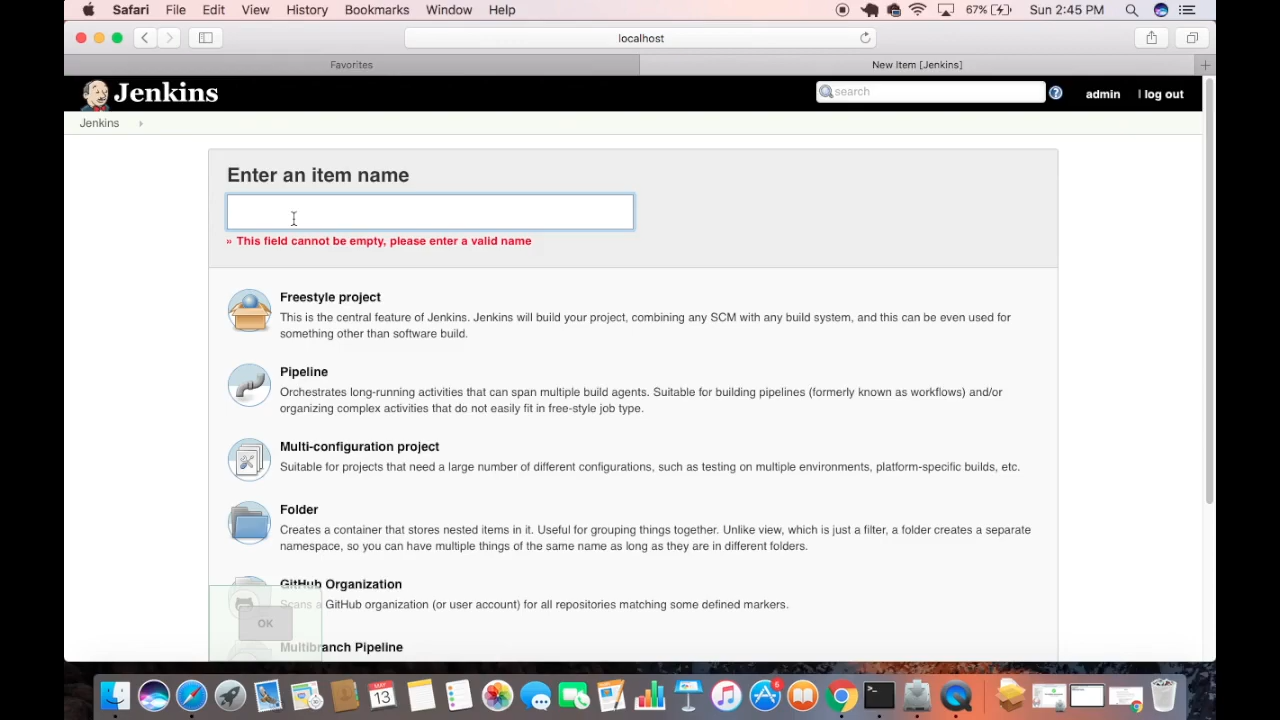 Safari File Edit View History Bookmarks Window Help 67% Sun 2:45 PM
localhost
Favorites New Item [Jenkins] +
Jenkins search ? admin | log out
Jenkins
Enter an item name
» This field cannot be empty, please enter a valid name
Freestyle project
This is the central feature of Jenkins. Jenkins will build your project, combining any SCM with any build system, and this can be even used for
something other than software build.
Pipeline
Orchestrates long-running activities that can span multiple build agents. Suitable for building pipelines (formerly known as workflows) and/or
organizing complex activities that do not easily fit in free-style job type.
Multi-configuration project
Suitable for projects that need a large number of different configurations, such as testing on multiple environments, platform-specific builds, etc.
Folder
Creates a container that stores nested items in it. Useful for grouping things together. Unlike view, which is just a filter, a folder creates a separate
namespace, so you can have multiple things of the same name as long as they are in different folders.
GitHub Organization
Scans a GitHub organization (or user account) for all repositories matching some defined markers.
OK
Multibranch Pipeline
MAY
13
5